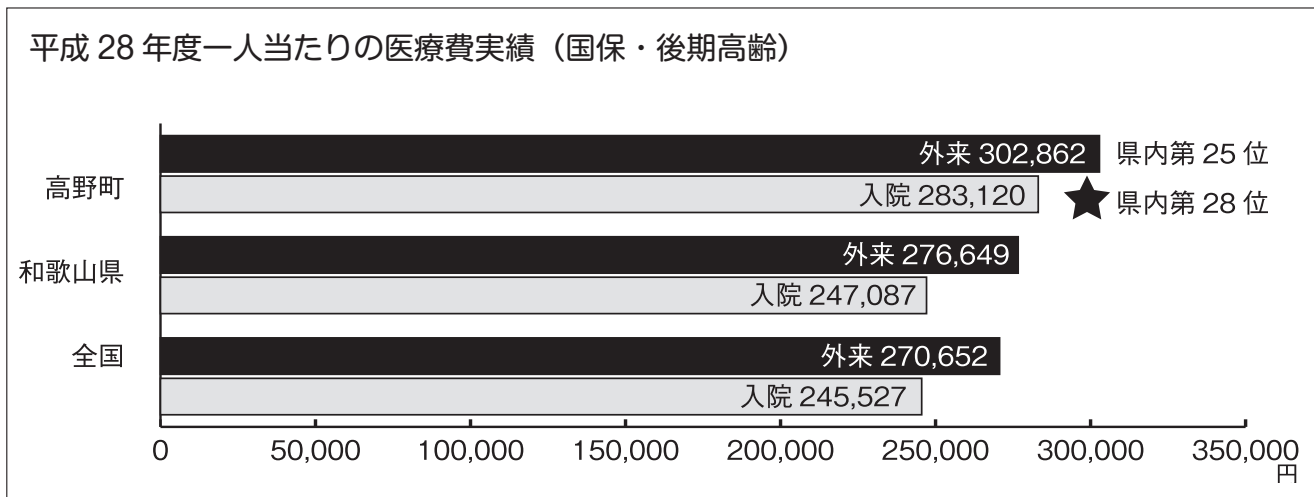 平成 28 年度一人当たりの医療費実績（国保・後期高齢）
外来 302,862 県内第 25 位
高野町
入院 283,120 ★ 県内第 28 位
外来 276,649
和歌山県
入院 247,087
外来 270,652
全国
入院 245,527
0 50,000 100,000 150,000 200,000 250,000 300,000 350,000
円